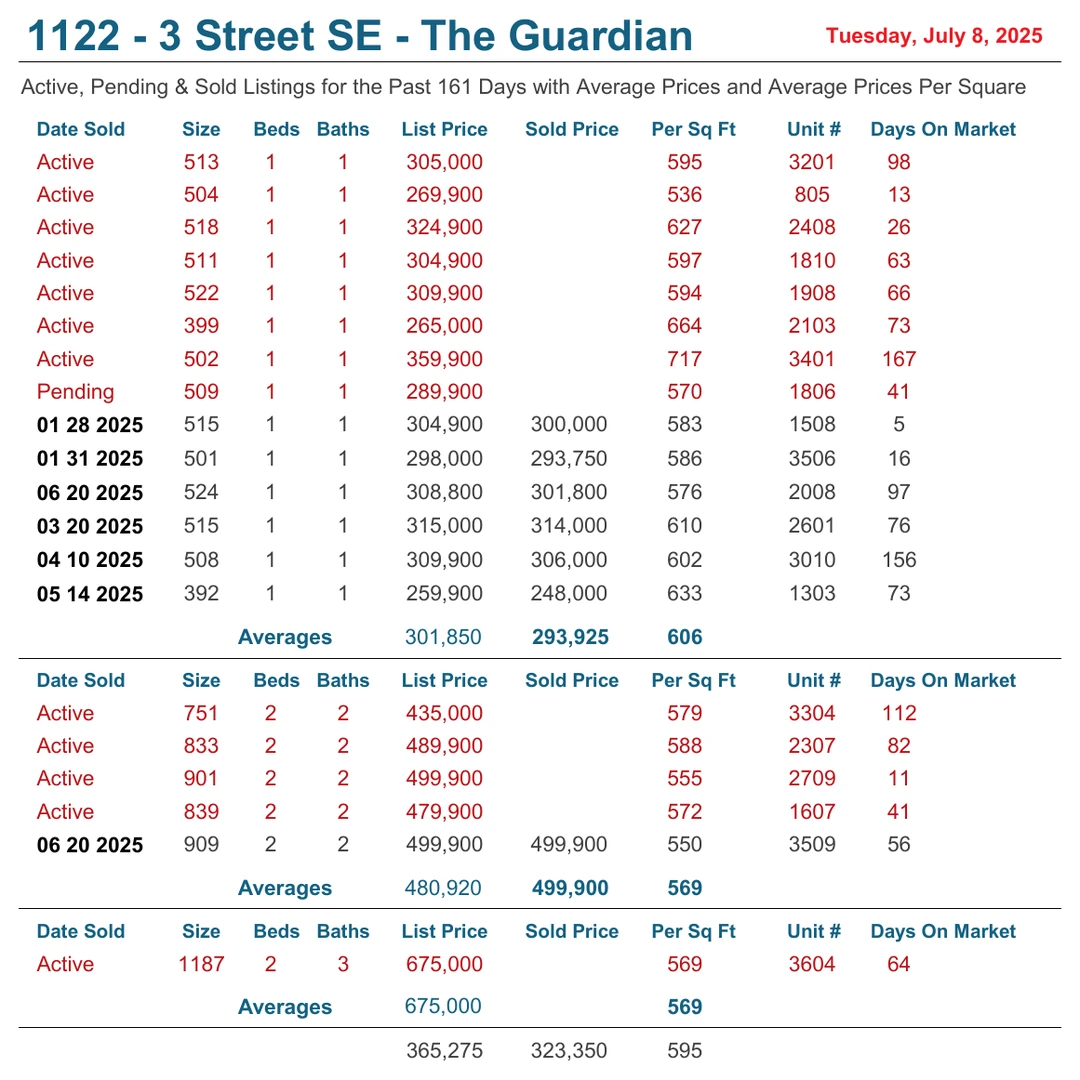 1122 - 3 Street SE - The Guardian Tuesday, July 8, 2025
Active, Pending & Sold Listings for the Past 161 Days with Average Prices and Average Prices Per Square
Date Sold Size Beds Baths List Price Sold Price Per Sq Ft Unit # Days On Market
Active 513 1 1 305,000 595 3201 98
Active 504 1 1 269,900 536 805 13
Active 518 1 1 324,900 627 2408 26
Active 511 1 1 304,900 597 1810 63
Active 522 1 1 309,900 594 1908 66
Active 399 1 1 265,000 664 2103 73
Active 502 1 1 359,900 717 3401 167
Pending 509 1 1 289,900 570 1806 41
01 28 2025 515 1 1 304,900 300,000 583 1508 5
01 31 2025 501 1 1 298,000 293,750 586 3506 16
06 20 2025 524 1 1 308,800 301,800 576 2008 97
03 20 2025 515 1 1 315,000 314,000 610 2601 76
04 10 2025 508 1 1 309,900 306,000 602 3010 156
05 14 2025 392 1 1 259,900 248,000 633 1303 73
Averages 301,850 293,925 606
Date Sold Size Beds Baths List Price Sold Price Per Sq Ft Unit # Days On Market
Active 751 2 2 435,000 579 3304 112
Active 833 2 2 489,900 588 2307 82
Active 901 2 2 499,900 555 2709 11
Active 839 2 2 479,900 572 1607 41
06 20 2025 909 2 2 499,900 499,900 550 3509 56
Averages 480,920 499,900 569
Date Sold Size Beds Baths List Price Sold Price Per Sq Ft Unit # Days On Market
Active 1187 2 3 675,000 569 3604 64
Averages 675,000 569
365,275 323,350 595